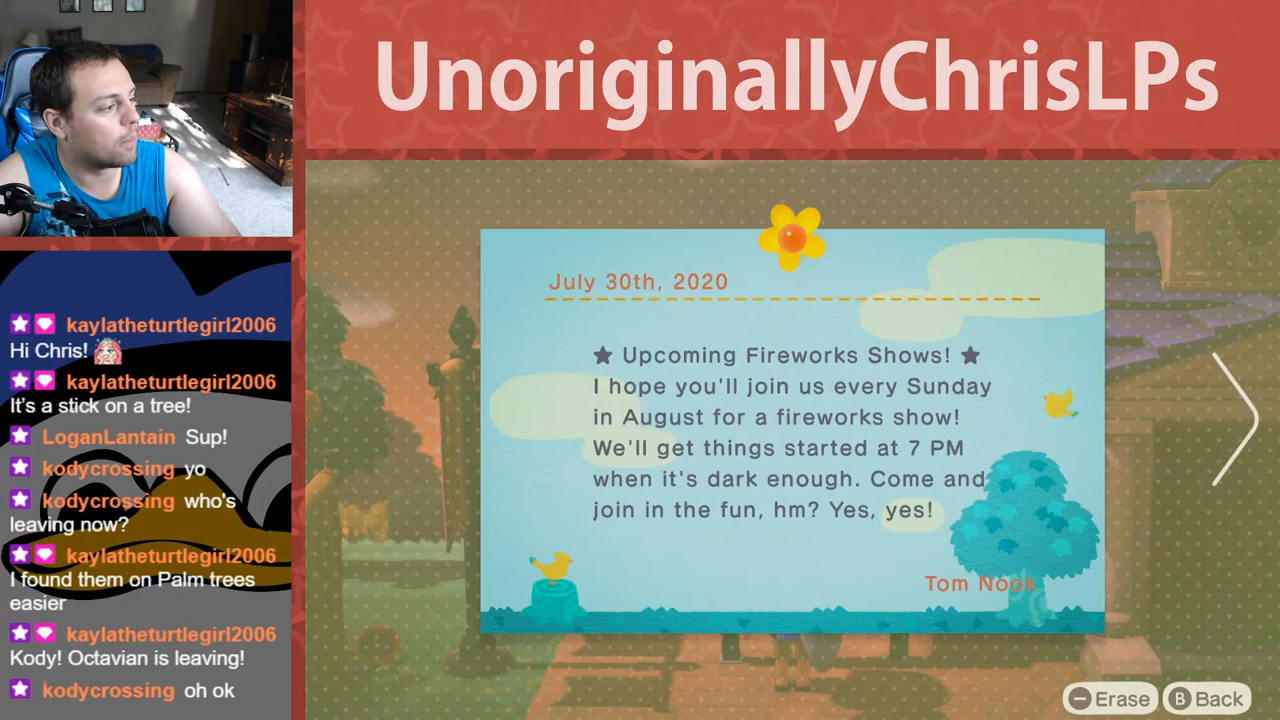 UnoriginallyChrisLPs
July 30th, 2020
★ Upcoming Fireworks Shows! ★
I hope you'll join us every Sunday
in August for a fireworks show!
We'll get things started at 7 PM
when it's dark enough. Come and
join in the fun, hm? Yes, yes!
Tom Nook
- Erase
B Back
kaylatheturtlegirl2006
Hi Chris!
kaylatheturtlegirl2006
It's a stick on a tree!
LoganLantain Sup!
kodycrossing yo
kodycrossing who's
leaving now?
kaylatheturtlegirl2006
I found them on Palm trees
easier
kaylatheturtlegirl2006
Kody! Octavian is leaving!
kodycrossing oh ok